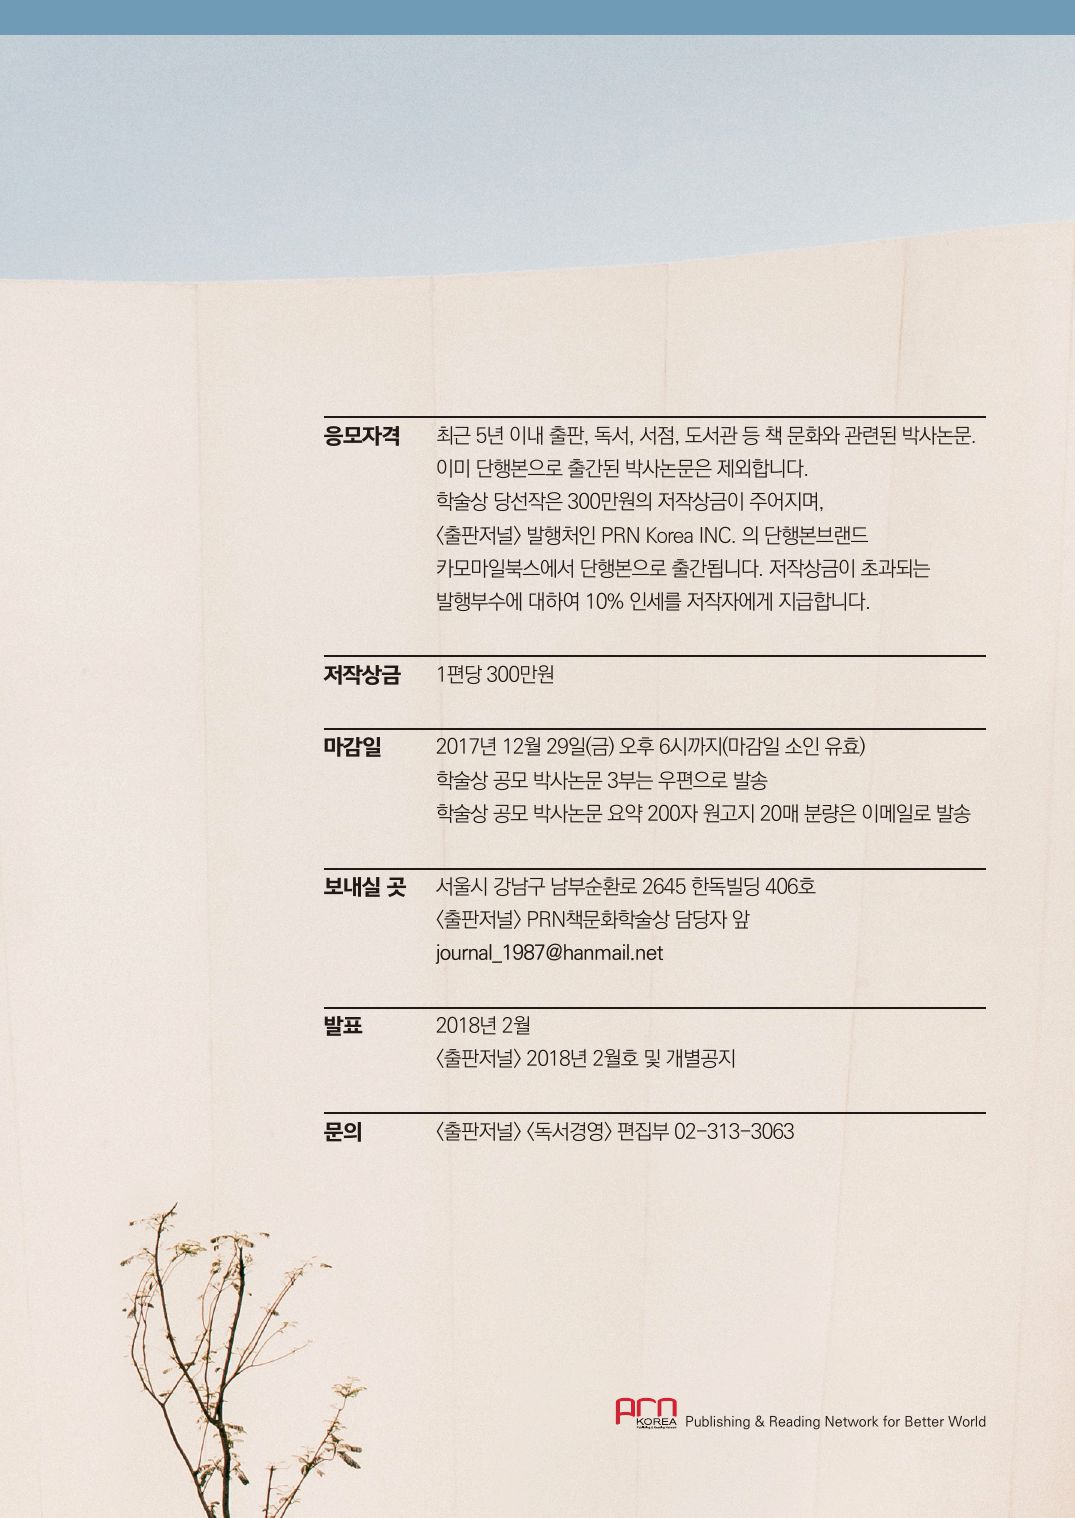 응모자격
최근 5년 이내 출판, 독서, 서점, 도서관 등 책 문화와 관련된 박사논문.
이미 단행본으로 출간된 박사논문은 제외합니다.
학술상 당선작은 300만원의 저작상금이 주어지며,
〈출판저널〉 발행처인 PRN Korea INC. 의 단행본브랜드
카모마일북스에서 단행본으로 출간됩니다. 저작상금이 초과되는
발행부수에 대하여 10% 인세를 저작자에게 지급합니다.
저작상금
1편당 300만원
마감일
2017년 12월 29일(금) 오후 6시까지(마감일 소인 유효)
학술상 공모 박사논문 3부는 우편으로 발송
학술상 공모 박사논문 요약 200자 원고지 20매 분량은 이메일로 발송
보내실 곳
서울시 강남구 남부순환로 2645 한독빌딩 406호
〈출판저널〉 PRN책문화학술상 담당자 앞
journal_1987@hanmail.net
발표
2018년 2월
〈출판저널〉 2018년 2월호 및 개별공지
문의
〈출판저널〉 〈독서경영〉 편집부 02-313-3063
prn
KOREA
Publishing & Reading Network
Publishing & Reading Network for Better World